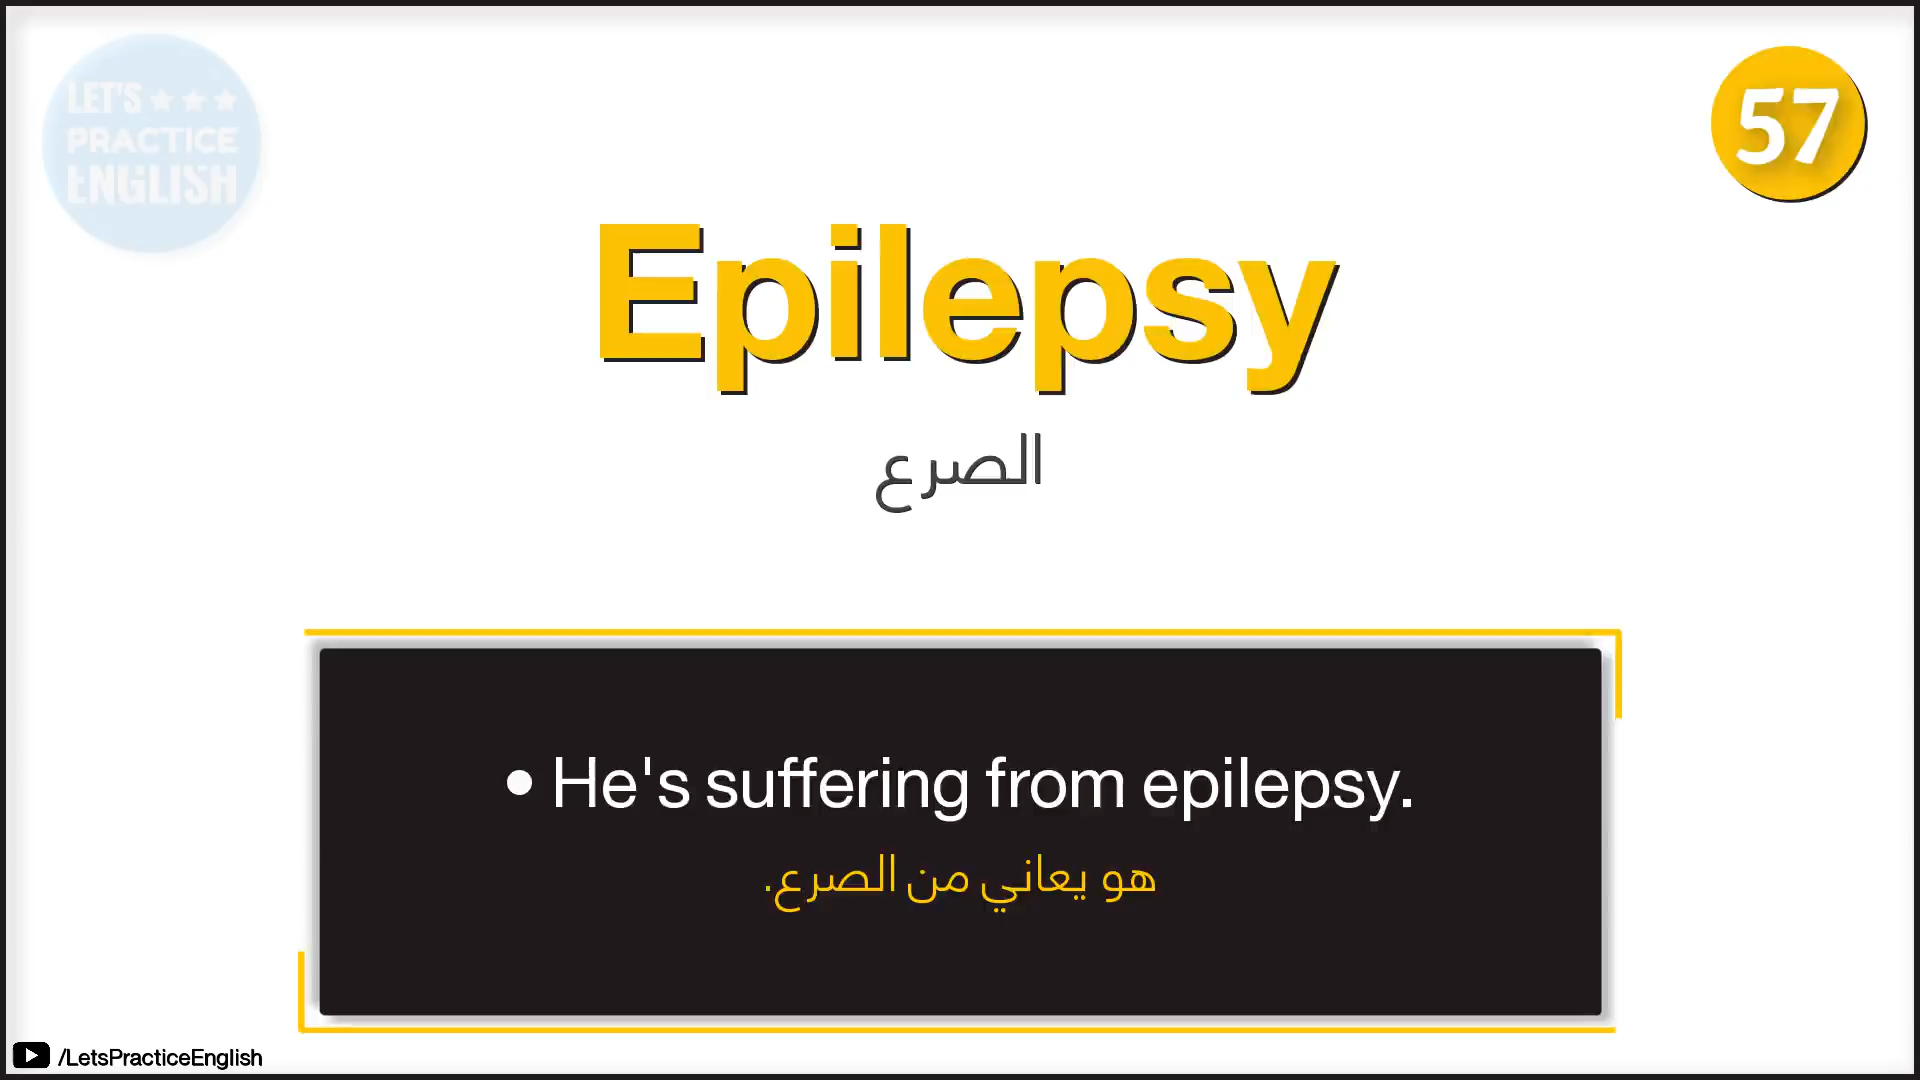 LET'S
PRACTICE
ENGLISH
57
Epilepsy
الصرع
• He's suffering from epilepsy.
هو يعاني من الصرع.
/LetsPracticeEnglish